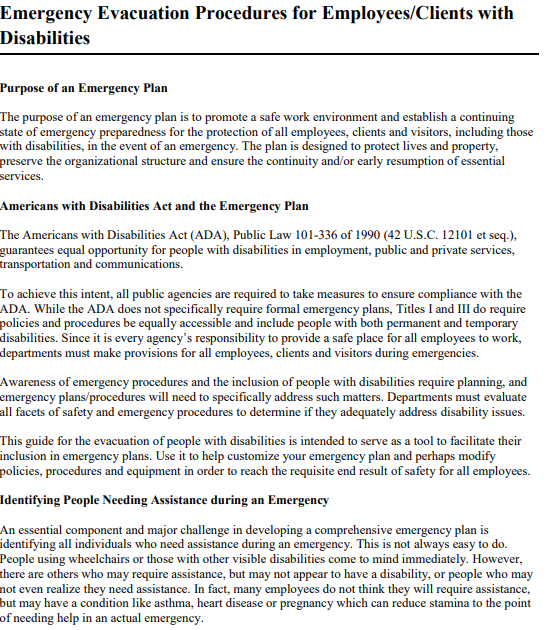 Emergency Evacuation Procedures for Employees/Clients with
Disabilities
Purpose of an Emergency Plan
The purpose of an emergency plan is to promote a safe work environment and establish a continuing
state of emergency preparedness for the protection of all employees, clients and visitors, including those
with disabilities, in the event of an emergency. The plan is designed to protect lives and property,
preserve the organizational structure and ensure the continuity and/or early resumption of essential
services.
Americans with Disabilities Act and the Emergency Plan
The Americans with Disabilities Act (ADA), Public Law 101-336 of 1990 (42 U.S.C. 12101 et seq.),
guarantees equal opportunity for people with disabilities in employment, public and private services,
transportation and communications.
To achieve this intent, all public agencies are required to take measures to ensure compliance with the
ADA. While the ADA does not specifically require formal emergency plans, Titles I and III do require
policies and procedures be equally accessible and include people with both permanent and temporary
disabilities. Since it is every agency's responsibility to provide a safe place for all employees to work,
departments must make provisions for all employees, clients and visitors during emergencies.
Awareness of emergency procedures and the inclusion of people with disabilities require planning, and
emergency plans/procedures will need to specifically address such matters. Departments must evaluate
all facets of safety and emergency procedures to determine if they adequately address disability issues.
This guide for the evacuation of people with disabilities is intended to serve as a tool to facilitate their
inclusion in emergency plans. Use it to help customize your emergency plan and perhaps modify
policies, procedures and equipment in order to reach the requisite end result of safety for all employees.
Identifying People Needing Assistance during an Emergency
An essential component and major challenge in developing a comprehensive emergency plan is
identifying all individuals who need assistance during an emergency. This is not always easy to do.
People using wheelchairs or those with other visible disabilities come to mind immediately. However,
there are others who may require assistance, but may not appear to have a disability, or people who may
not even realize they need assistance. In fact, many employees do not think they will require assistance,
but may have a condition like asthma, heart disease or pregnancy which can reduce stamina to the point
of needing help in an actual emergency.